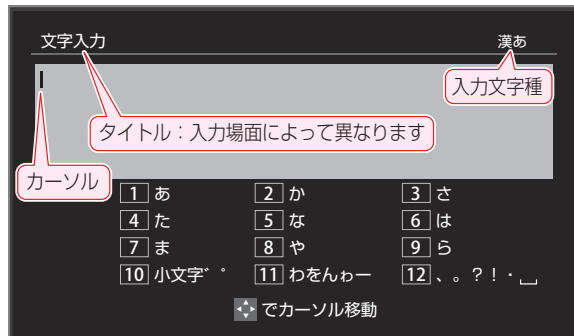 文字入力 漢あ
入力文字種
タイトル：入力場面によって異なります
カーソル
1 あ 2 か 3 さ
4 た 5 な 6 は
7 ま 8 や 9 ら
10 小文字゛゜ 11 わをんゎー 12 、。？！・␣
でカーソル移動